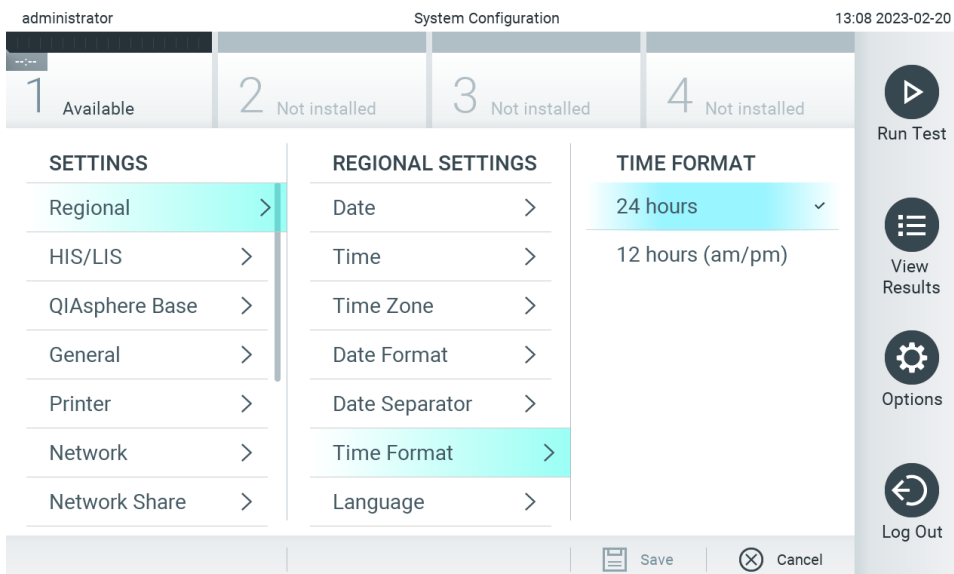 administrator System Configuration 13:08 2023-02-20
--:--
1 Available 2 Not installed 3 Not installed 4 Not installed
Run Test
SETTINGS REGIONAL SETTINGS TIME FORMAT
Regional Date 24 hours
HIS/LIS Time 12 hours (am/pm)
View
Results
QIAsphere Base Time Zone
General Date Format
Printer Date Separator
Options
Network Time Format
Network Share Language
Log Out
Save Cancel